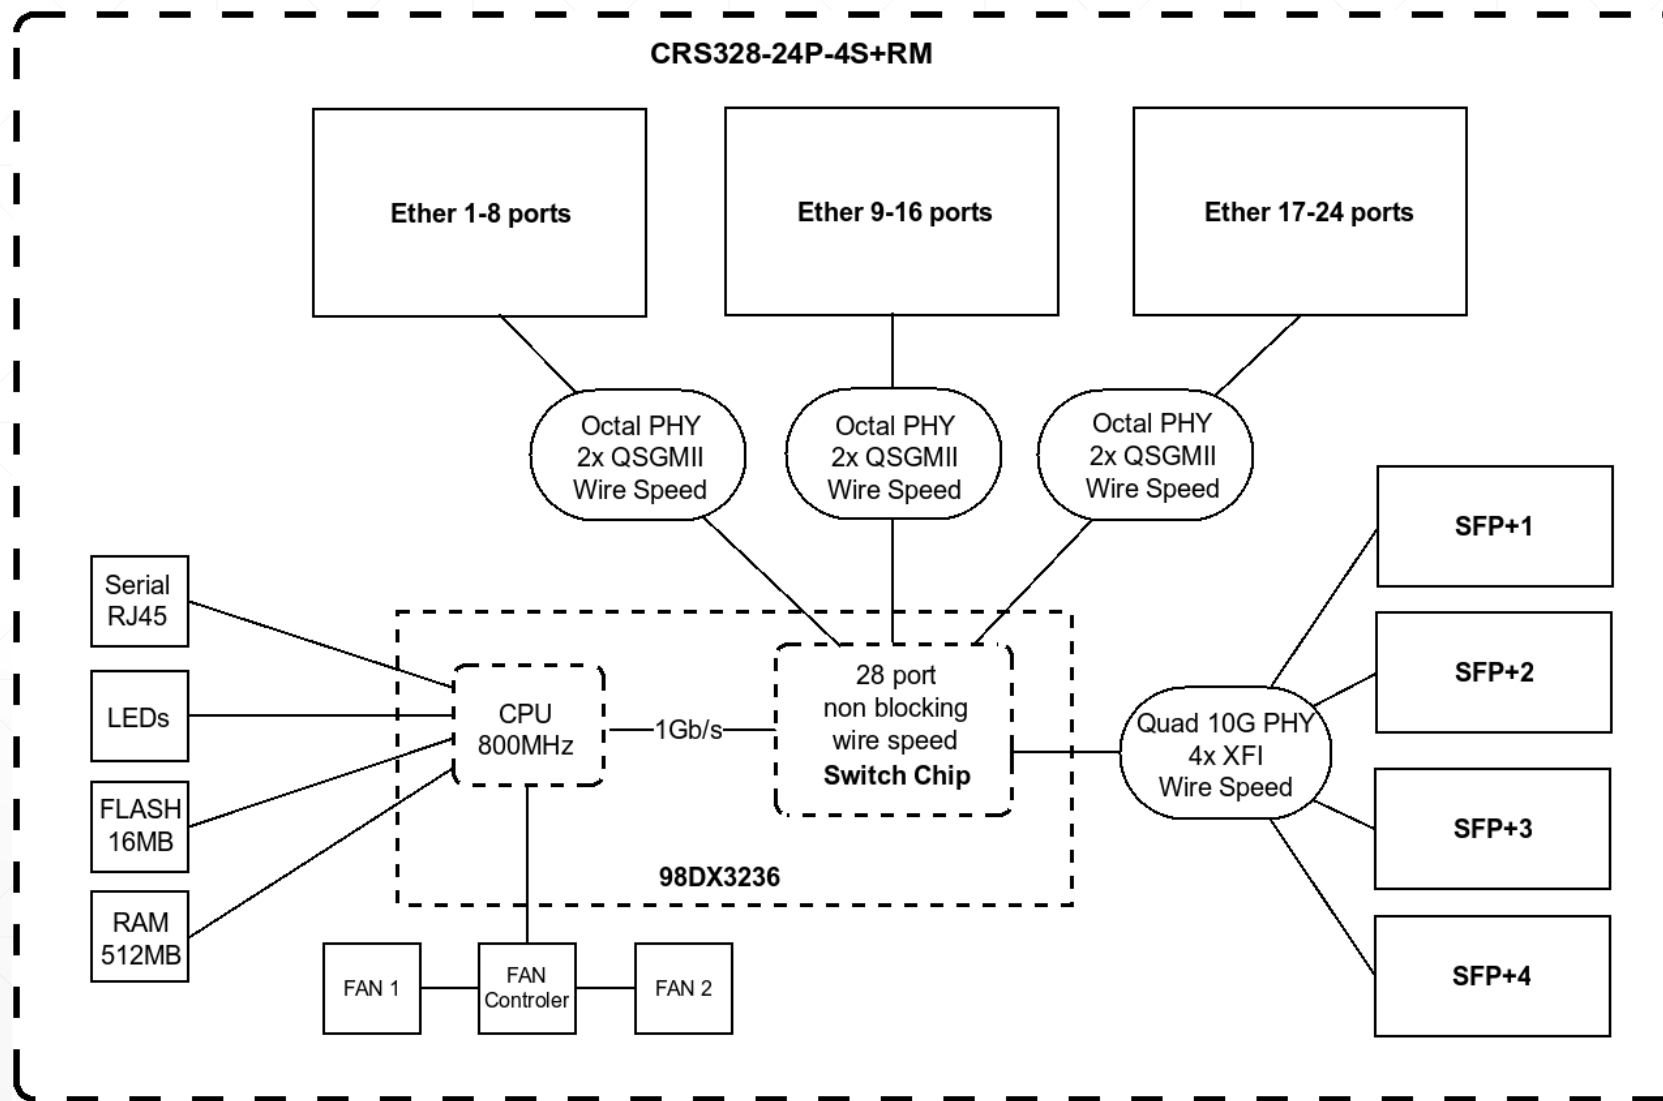 CRS328-24P-4S+RM
Ether 1-8 ports
Ether 9-16 ports
Ether 17-24 ports
Octal PHY
2x QSGMII
Wire Speed
Octal PHY
2x QSGMII
Wire Speed
Octal PHY
2x QSGMII
Wire Speed
SFP+1
SFP+2
SFP+3
SFP+4
Quad 10G PHY
4x XFI
Wire Speed
Serial
RJ45
LEDs
FLASH
16MB
RAM
512MB
CPU
800MHz
1Gb/s
28 port
non blocking
wire speed
Switch Chip
98DX3236
FAN 1
FAN
Controler
FAN 2